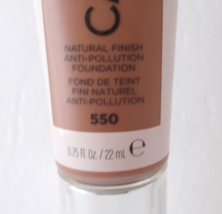 NATURAL FINISH
ANTI-POLLUTION
FOUNDATION
FOND DE TEINT
FINI NATUREL
ANTI-POLLUTION
550
0.75 fl. Oz. / 22 mL ℮